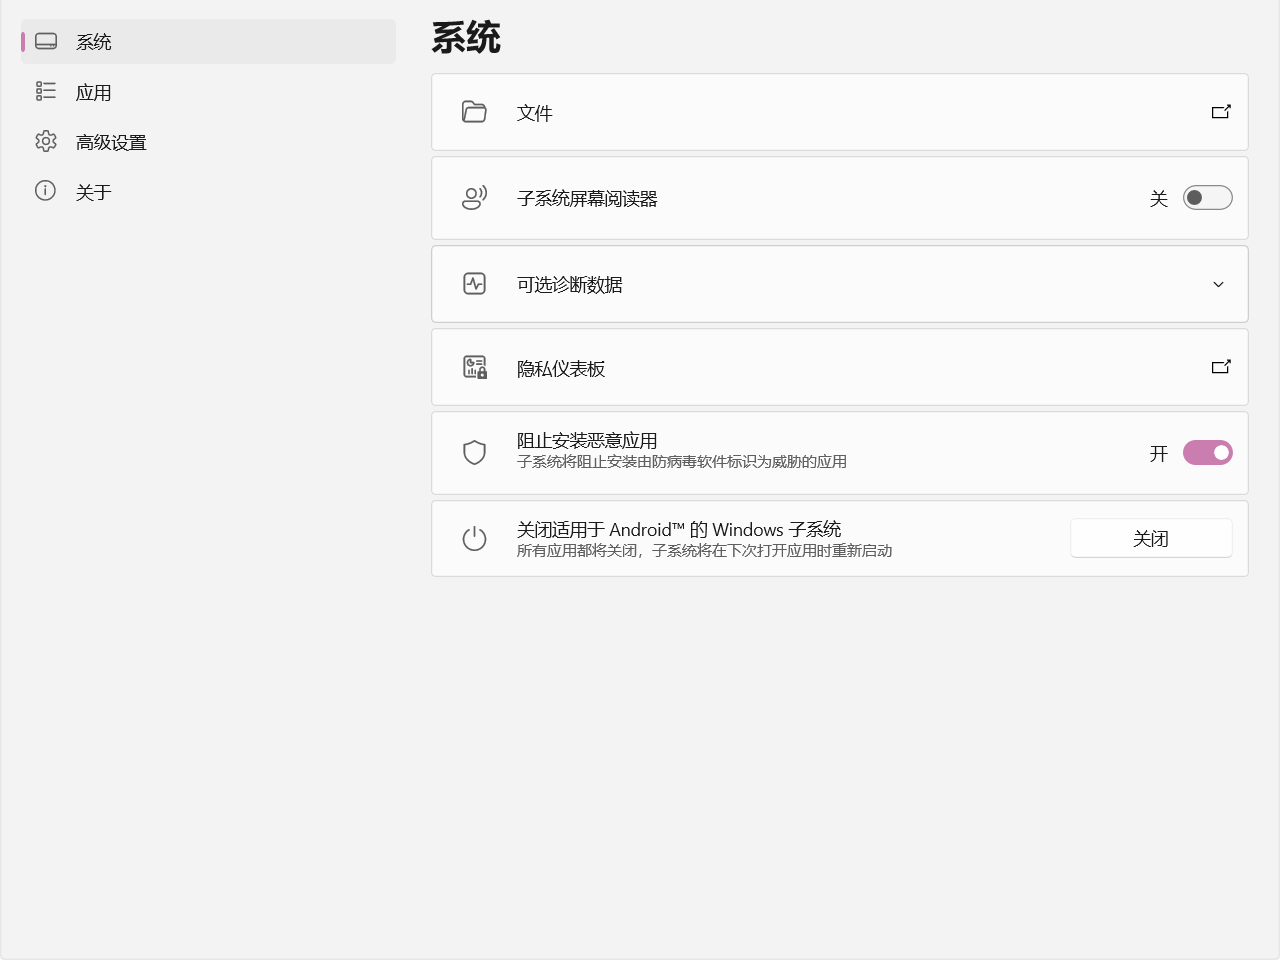 系统
应用
高级设置
关于
系统
文件
子系统屏幕阅读器
关
可选诊断数据
隐私仪表板
阻止安装恶意应用
子系统将阻止安装由防病毒软件标识为威胁的应用
开
关闭适用于 Android™ 的 Windows 子系统
所有应用都将关闭，子系统将在下次打开应用时重新启动
关闭